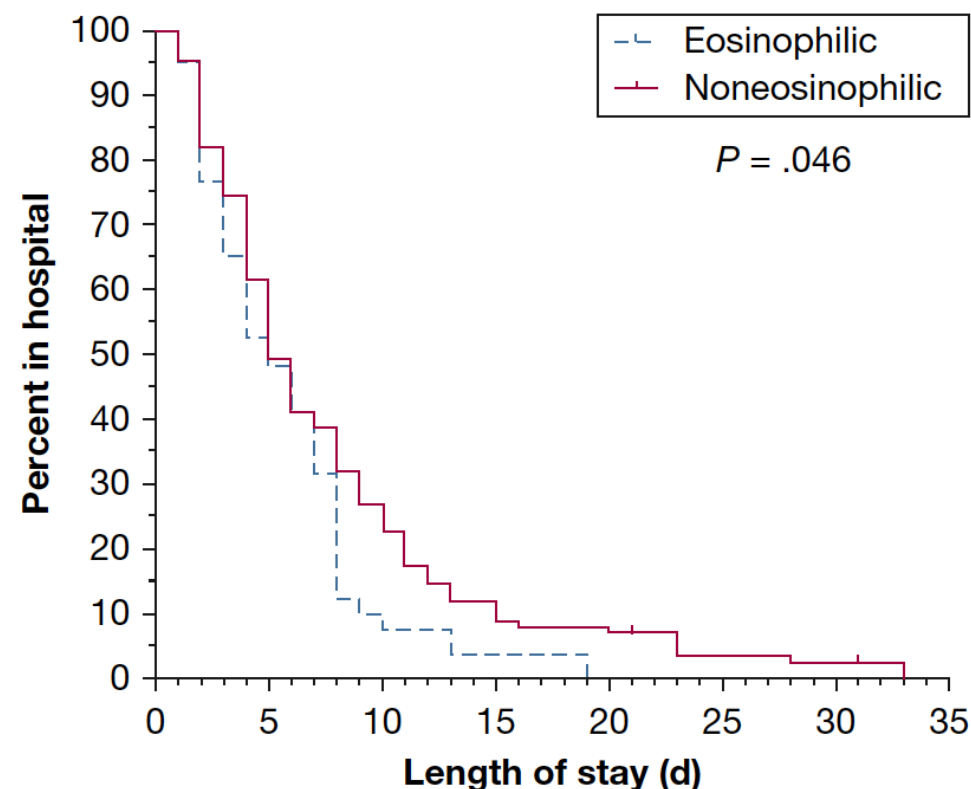 Eosinophilic
Noneosinophilic
P = .046
Percent in hospital
100
90
80
70
60
50
40
30
20
10
0
0 5 10 15 20 25 30 35
Length of stay (d)